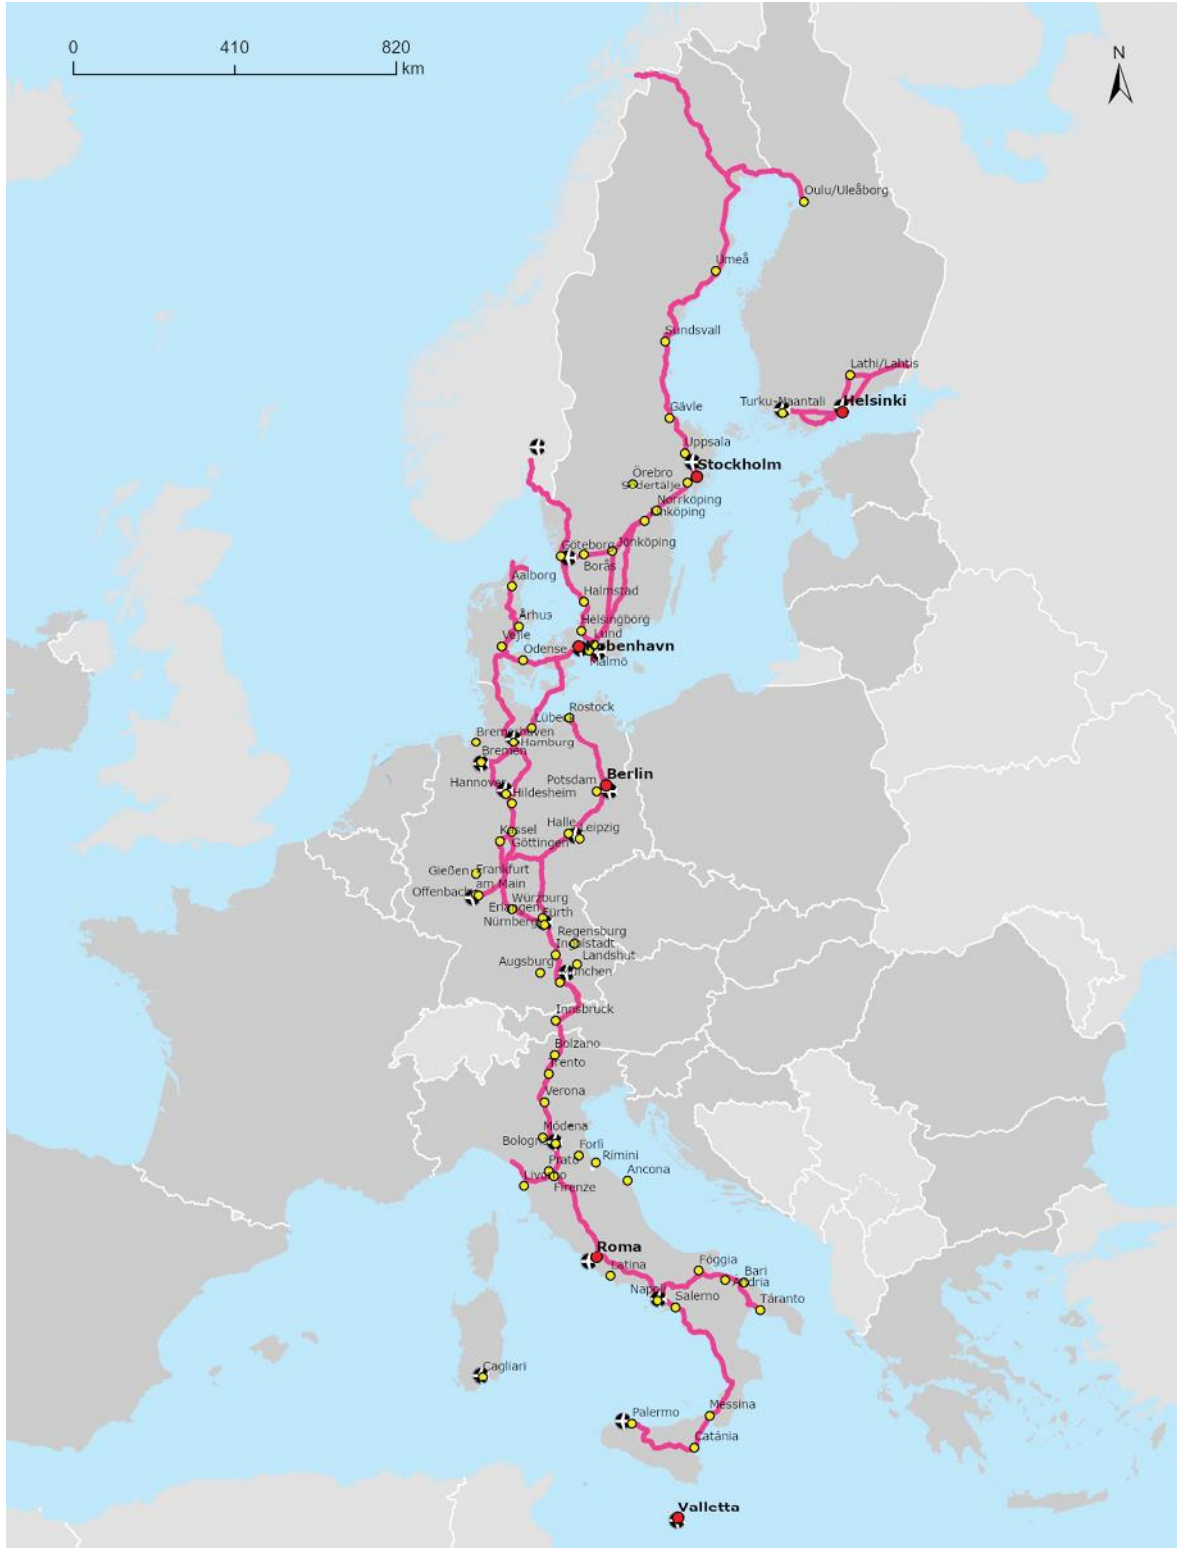 0 410 820
km
N
Oulu/Uleåborg
Umeå
Sundsvall
Lathi/Lahtis
Turku-Naantali
Helsinki
Gävle
Uppsala
Stockholm
Örebro
Södertälje
Norrköping
Jönköping
Göteborg
Borås
Aalborg
Halmstad
Århus
Helsingborg
Lund
Vejle
København
Odense
Malmö
Rostock
Lübeck
Bremerhaven
Hamburg
Bremen
Berlin
Potsdam
Hannover
Hildesheim
Halle
Leipzig
Kassel
Göttingen
Gießen
Frankfurt
am Main
Offenbach
Würzburg
Erlangen
Fürth
Nürnberg
Regensburg
Ingolstadt
Landshut
Augsburg
Innsbruck
Bolzano
Trento
Verona
Módena
Bologna
Forlì
Rimini
Prato
Ancona
Livorno
Firenze
Roma
Latina
Fóggia
Bari
Ándria
Napoli
Salerno
Táranto
Cagliari
Messina
Palermo
Catánia
Valletta